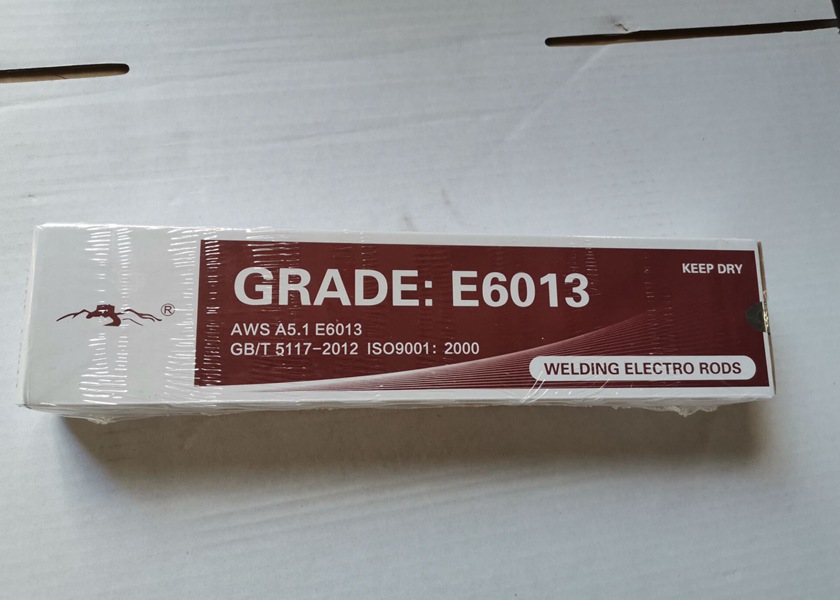 ®
KEEP DRY
GRADE: E6013
AWS A5.1 E6013
GB/T 5117-2012 ISO9001: 2000
WELDING ELECTRO RODS